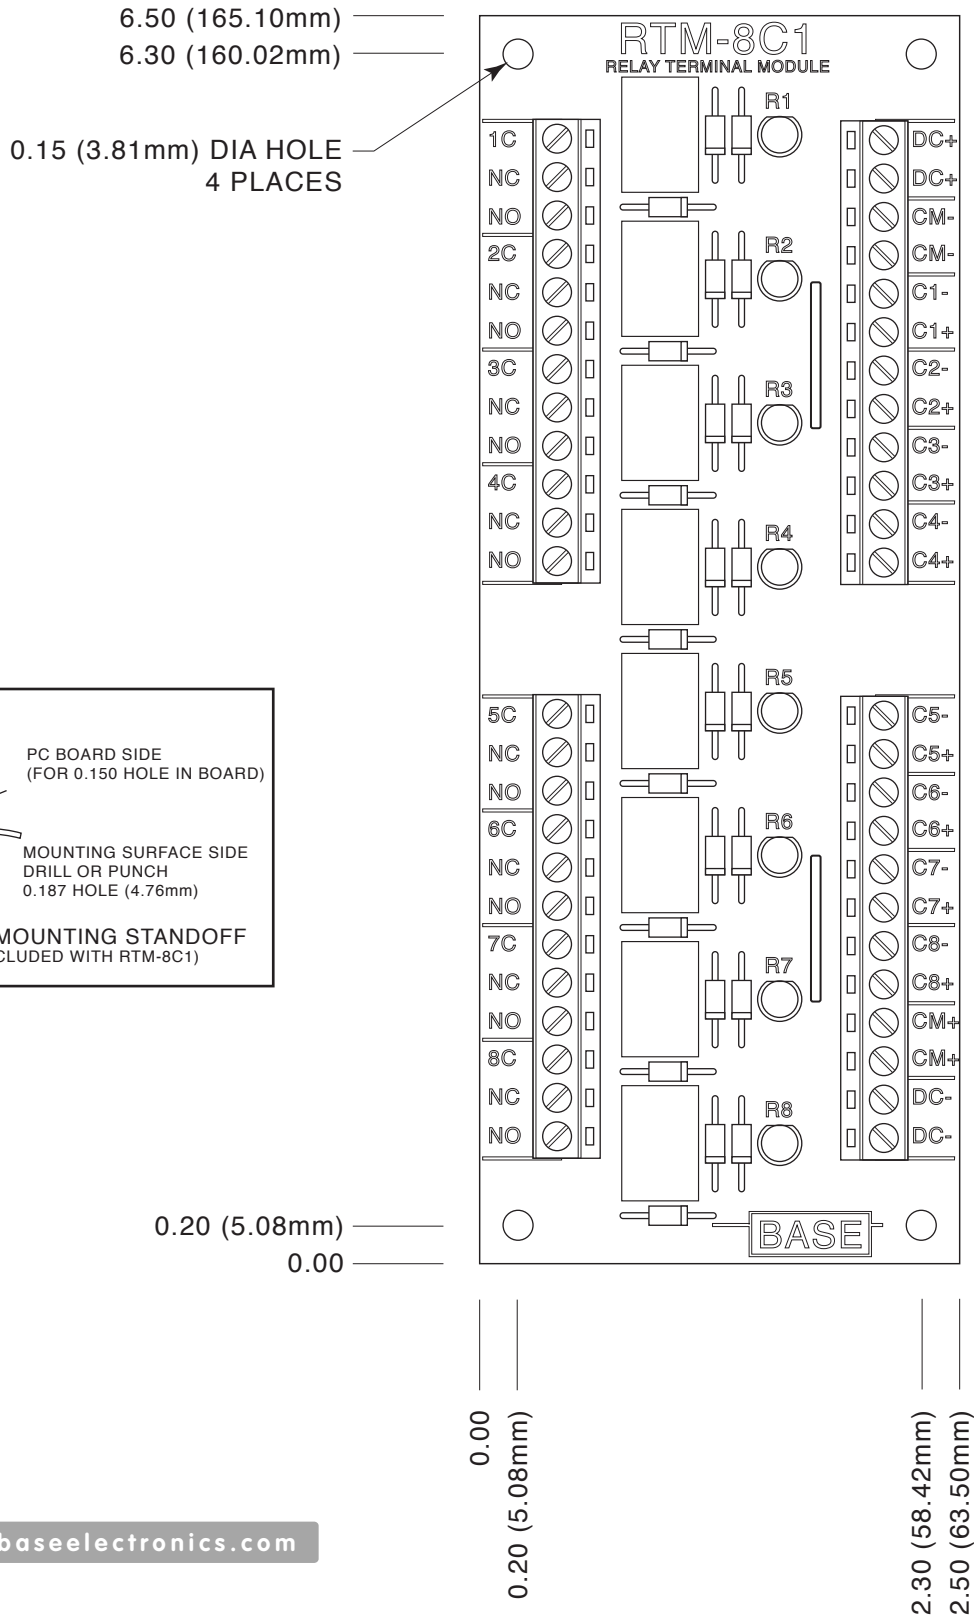 6.50 (165.10mm)
6.30 (160.02mm)
0.15 (3.81mm) DIA HOLE
4 PLACES
RTM-8C1
RELAY TERMINAL MODULE
1C
NC
NO
2C
NC
NO
3C
NC
NO
4C
NC
NO
5C
NC
NO
6C
NC
NO
7C
NC
NO
8C
NC
NO
R1
R2
R3
R4
R5
R6
R7
R8
DC+
DC+
CM-
CM-
C1-
C1+
C2-
C2+
C3-
C3+
C4-
C4+
C5-
C5+
C6-
C6+
C7-
C7+
C8-
C8+
CM+
CM+
DC-
DC-
BASE
PC BOARD SIDE
(FOR 0.150 HOLE IN BOARD)
MOUNTING SURFACE SIDE
DRILL OR PUNCH
0.187 HOLE (4.76mm)
MOUNTING STANDOFF
CLUDED WITH RTM-8C1)
0.20 (5.08mm)
0.00
0.00
0.20 (5.08mm)
2.30 (58.42mm)
2.50 (63.50mm)
baseelectronics.com